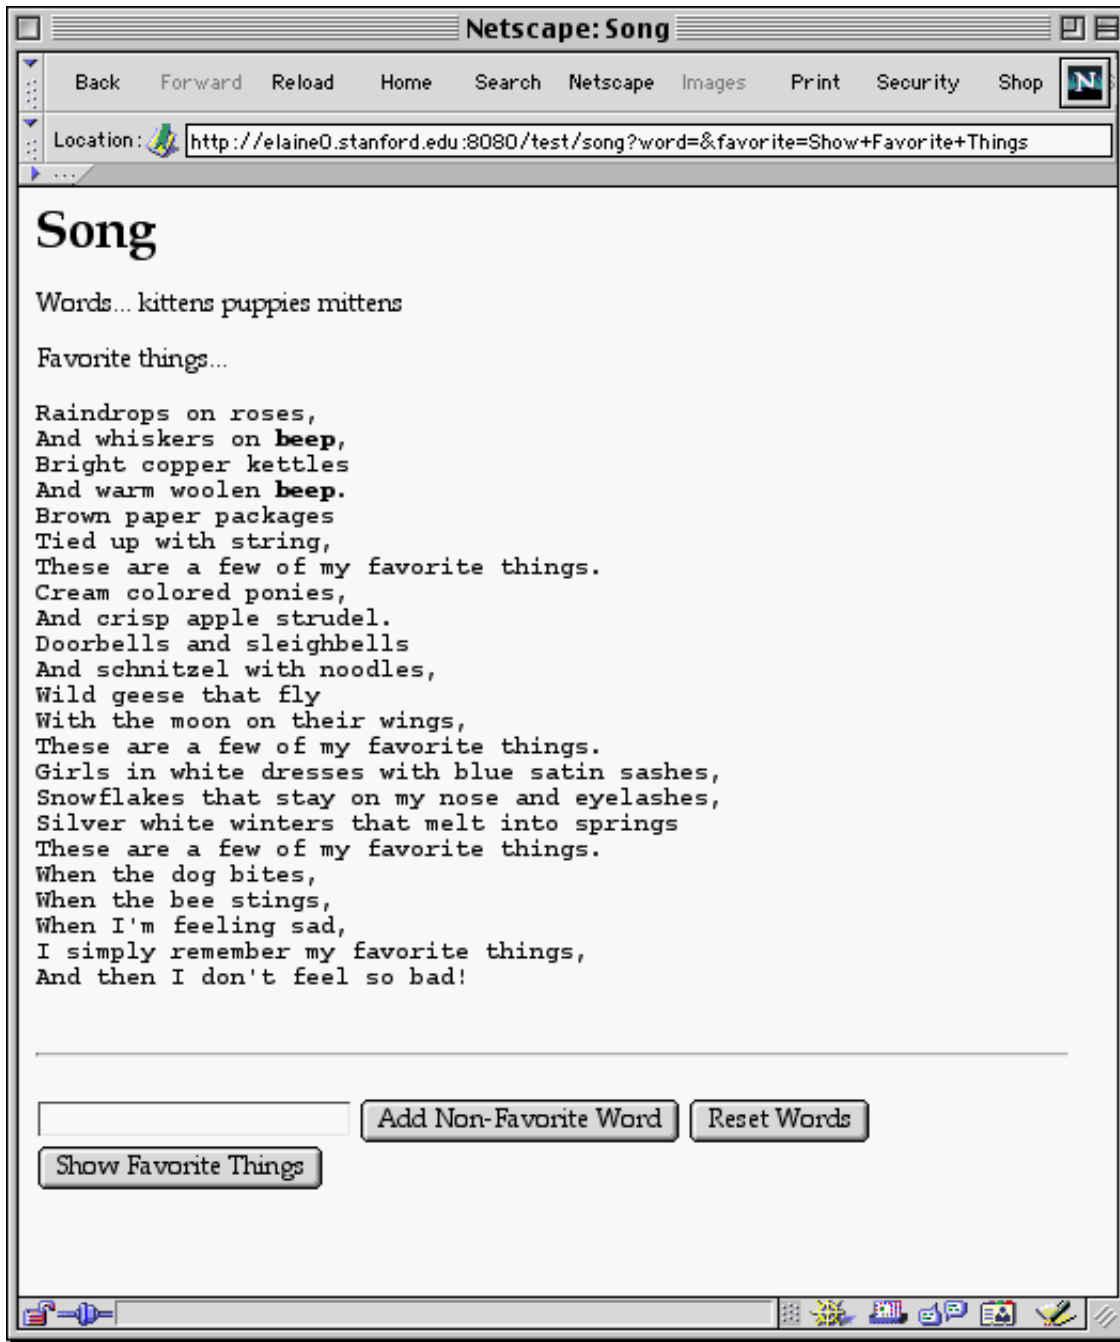 Netscape: Song
Back Forward Reload Home Search Netscape Images Print Security Shop N
Location: http://elaine0.stanford.edu:8080/test/song?word=&favorite=Show+Favorite+Things
...
Song
Words... kittens puppies mittens
Favorite things...
Raindrops on roses,
And whiskers on beep,
Bright copper kettles
And warm woolen beep.
Brown paper packages
Tied up with string,
These are a few of my favorite things.
Cream colored ponies,
And crisp apple strudel.
Doorbells and sleighbells
And schnitzel with noodles,
Wild geese that fly
With the moon on their wings,
These are a few of my favorite things.
Girls in white dresses with blue satin sashes,
Snowflakes that stay on my nose and eyelashes,
Silver white winters that melt into springs
These are a few of my favorite things.
When the dog bites,
When the bee stings,
When I'm feeling sad,
I simply remember my favorite things,
And then I don't feel so bad!
Add Non-Favorite Word Reset Words
Show Favorite Things